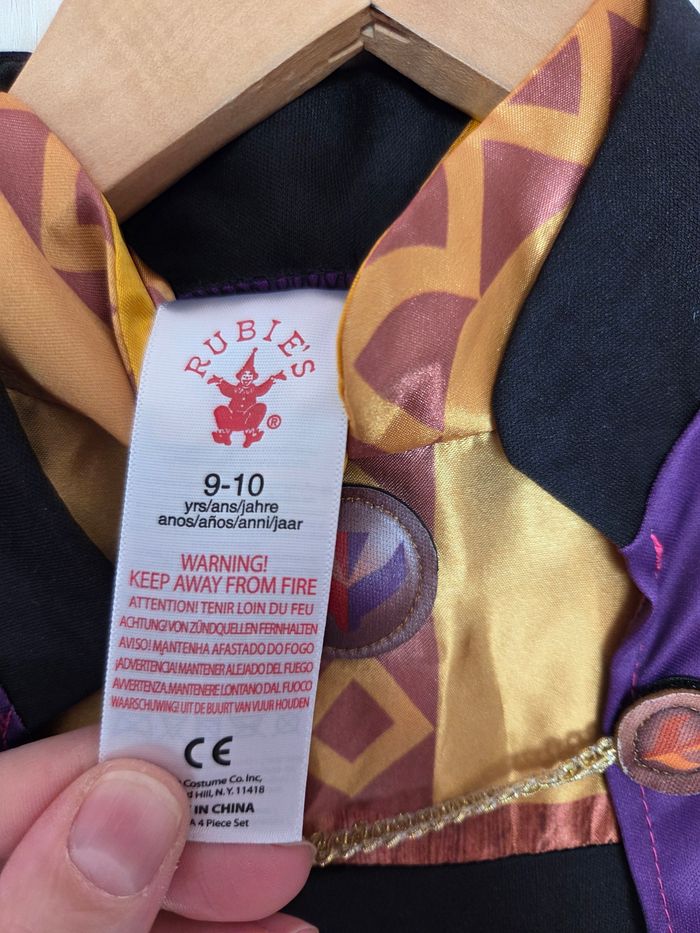 RUBIE'S
®
9-10
yrs/ans/jahre
anos/años/anni/jaar
WARNING!
KEEP AWAY FROM FIRE
ATTENTION! TENIR LOIN DU FEU
ACHTUNG! VON ZÜNDQUELLEN FERNHALTEN
AVISO! MANTENHA AFASTADO DO FOGO
¡ADVERTENCIA! MANTENER ALEJADO DEL FUEGO
AVVERTENZA. MANTENERE LONTANO DAL FUOCO
WAARSCHUWING! UIT DE BUURT VAN VUUR HOUDEN
CE
Costume Co. Inc,
Hill, N.Y. 11418
IN CHINA
A 4 Piece Set